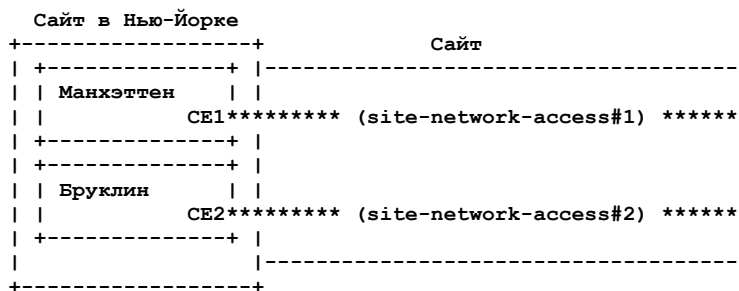 Сайт в Нью-Йорке
Сайт
Манхэттен
CE1********* (site-network-access#1) ******
Бруклин
CE2********* (site-network-access#2) ******